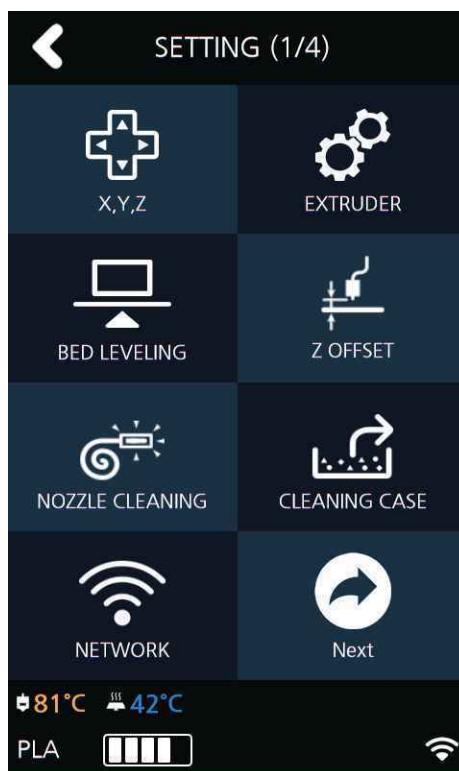 SETTING (1/4)
X,Y,Z
EXTRUDER
BED LEVELING
Z OFFSET
NOZZLE CLEANING
CLEANING CASE
NETWORK
Next
81°C 42°C
PLA